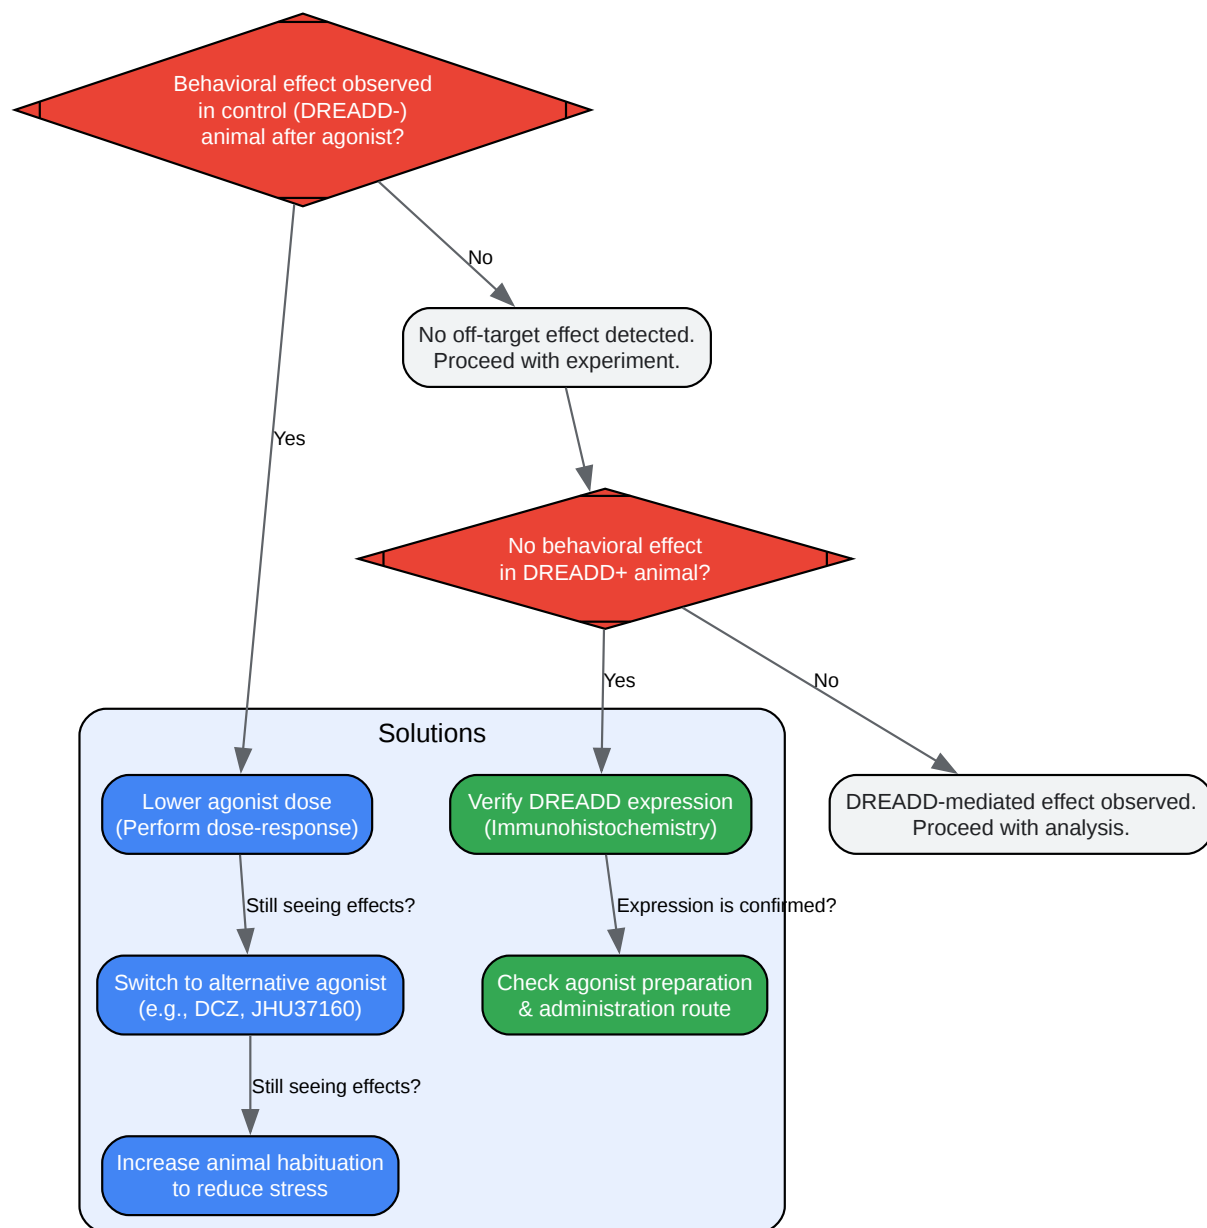 Behavioral effect observed
in control (DREADD-)
animal after agonist?
No
No off-target effect detected.
Proceed with experiment.
Yes
No behavioral effect
in DREADD+ animal?
Yes
No
Solutions
Lower agonist dose
(Perform dose-response)
Verify DREADD expression
(Immunohistochemistry)
DREADD-mediated effect observed.
Proceed with analysis.
Still seeing effects?
Expression is confirmed?
Switch to alternative agonist
(e.g., DCZ, JHU37160)
Check agonist preparation
& administration route
Still seeing effects?
Increase animal habituation
to reduce stress